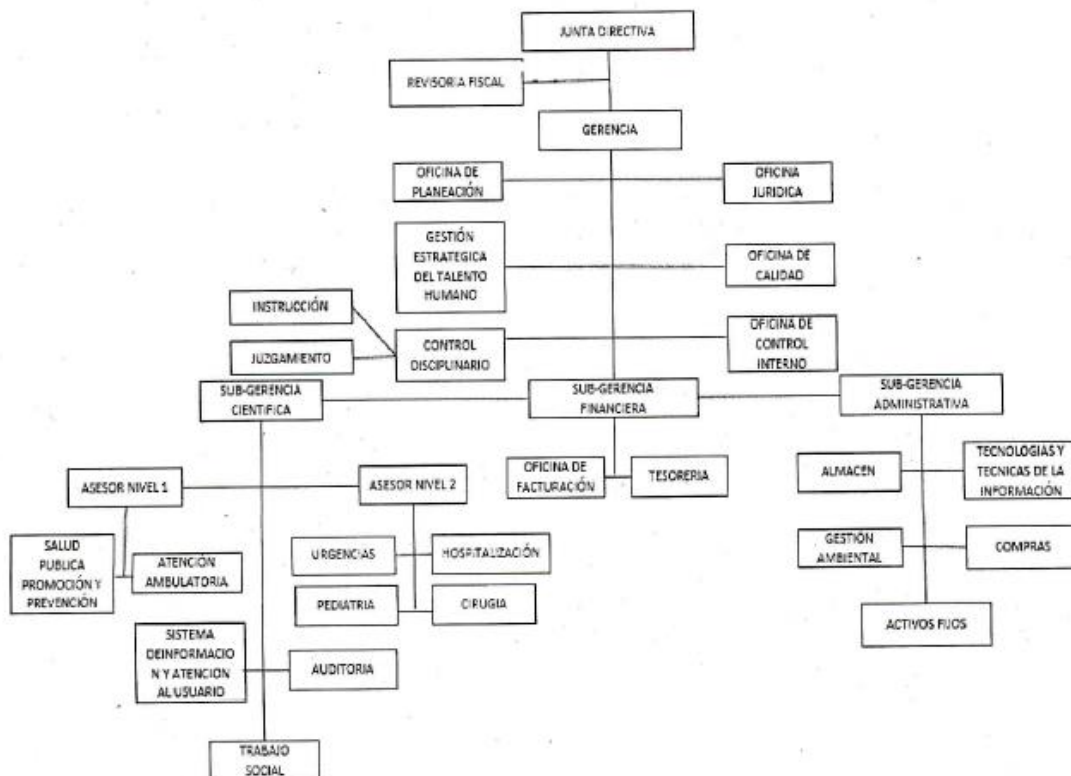 JUNTA DIRECTIVA
REVISORIA FISCAL
GERENCIA
OFICINA DE
PLANEACIÓN
OFICINA
JURIDICA
GESTIÓN
ESTRATEGICA
DEL TALENTO
HUMANO
OFICINA DE
CALIDAD
INSTRUCCIÓN
JUZGAMIENTO
CONTROL
DISCIPLINARIO
OFICINA DE
CONTROL
INTERNO
SUB-GERENCIA
CIENTIFICA
SUB-GERENCIA
FINANCIERA
SUB-GERENCIA
ADMINISTRATIVA
ASESOR NIVEL 1
ASESOR NIVEL 2
OFICINA DE
FACTURACIÓN
TESORERIA
ALMACEN
TECNOLOGIAS Y
TECNICAS DE LA
INFORMACIÓN
SALUD
PUBLICA
PROMOCIÓN Y
PREVENCIÓN
ATENCIÓN
AMBULATORIA
URGENCIAS
HOSPITALIZACIÓN
PEDIATRIA
CIRUGIA
GESTIÓN
AMBIENTAL
COMPRAS
ACTIVOS FIJOS
SISTEMA
DEINFORMACIO
N Y ATENCION
AL USUARIO
AUDITORIA
TRABAJO
SOCIAL